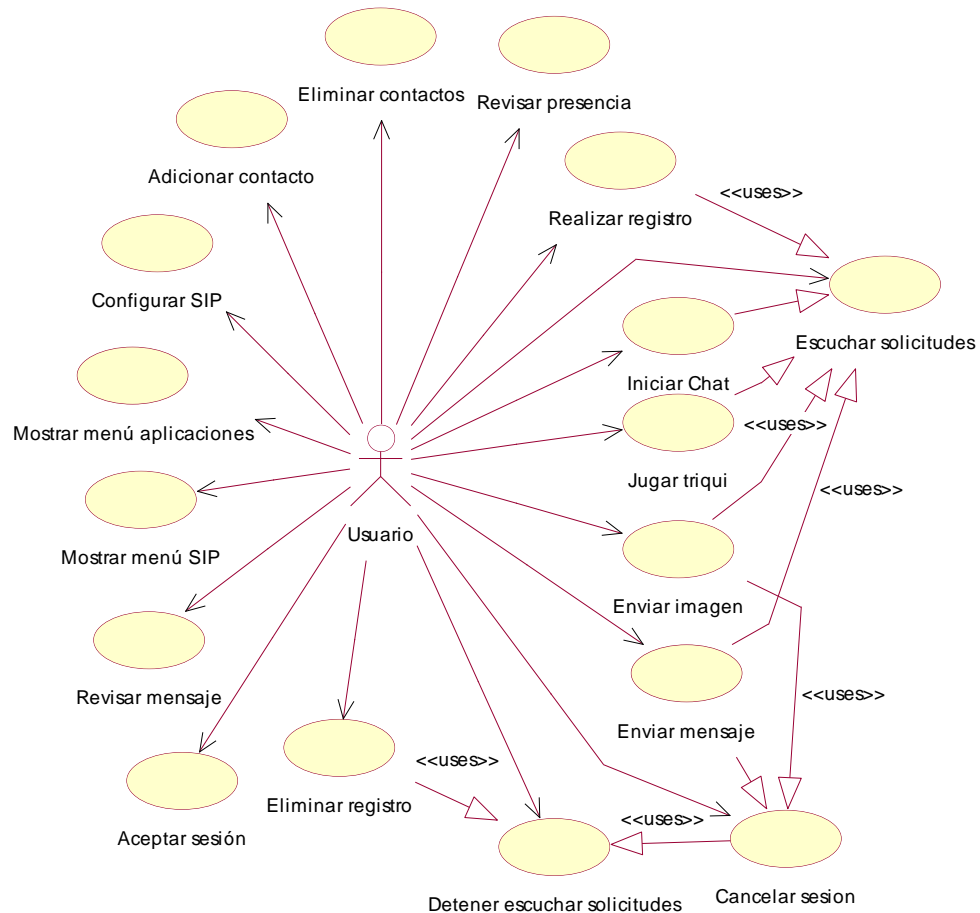 Eliminar contactos
Revisar presencia
Adicionar contacto
<<uses>>
Realizar registro
Configurar SIP
Escuchar solicitudes
Iniciar Chat
<<uses>>
Mostrar menú aplicaciones
Jugar triqui
<<uses>>
Usuario
Mostrar menú SIP
Enviar imagen
<<uses>>
Revisar mensaje
Enviar mensaje
<<uses>>
Eliminar registro
<<uses>>
Aceptar sesión
Cancelar sesion
Detener escuchar solicitudes